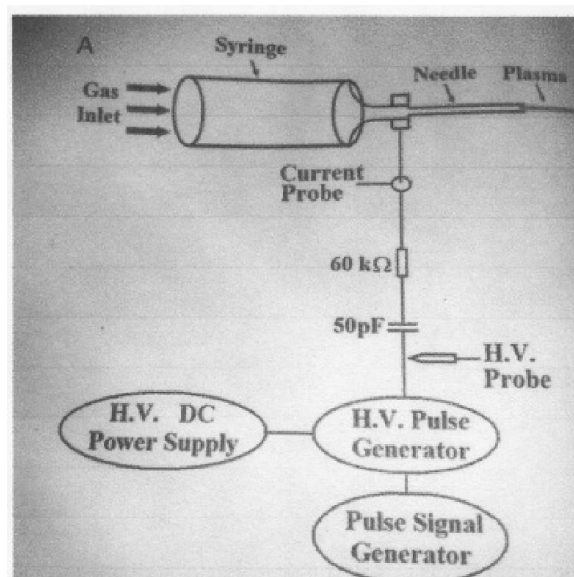 A
Syringe
Gas
Inlet
Needle
Plasma
Current
Probe
60 kΩ
50pF
H.V.
Probe
H.V. DC
Power Supply
H.V. Pulse
Generator
Pulse Signal
Generator